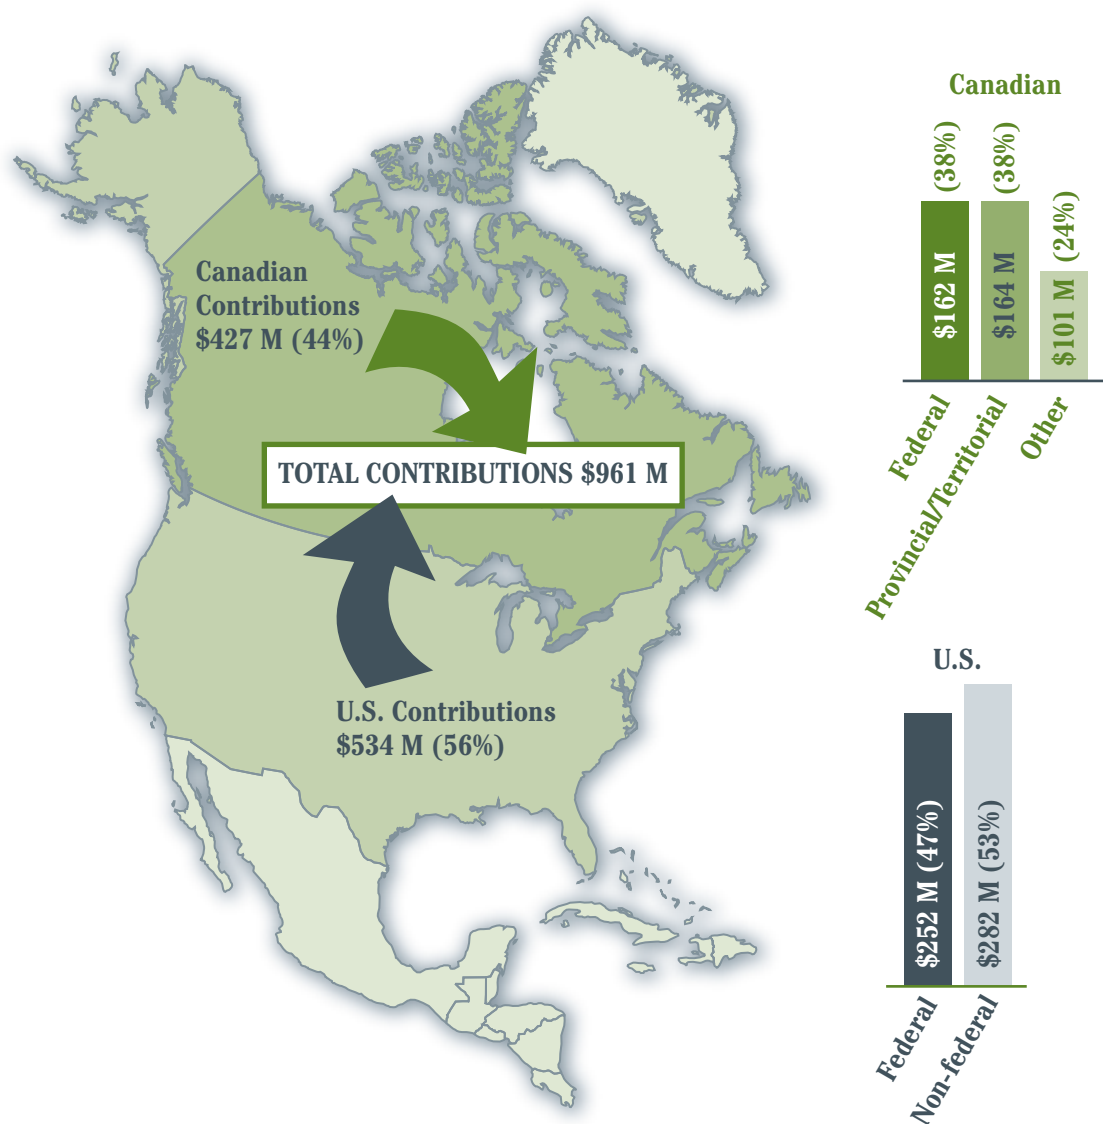 Canadian
Contributions
$427 M (44%)
TOTAL CONTRIBUTIONS $961 M
U.S. Contributions
$534 M (56%)
Canadian
$162 M (38%)
$164 M (38%)
$101 M (24%)
Federal
Provincial/Territorial
Other
U.S.
$252 M (47%)
$282 M (53%)
Federal
Non-federal